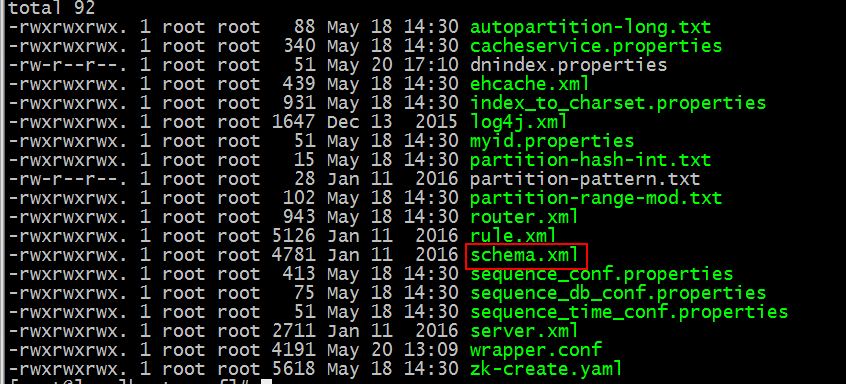 total 92
-rwxrwxrwx. 1 root root   88 May 18 14:30 autopartition-long.txt
-rwxrwxrwx. 1 root root  340 May 18 14:30 cacheservice.properties
-rw-r--r--. 1 root root   51 May 20 17:10 dnindex.properties
-rwxrwxrwx. 1 root root  439 May 18 14:30 ehcache.xml
-rwxrwxrwx. 1 root root  931 May 18 14:30 index_to_charset.properties
-rwxrwxrwx. 1 root root 1647 Dec 13  2015 log4j.xml
-rwxrwxrwx. 1 root root   51 May 18 14:30 myid.properties
-rwxrwxrwx. 1 root root   15 May 18 14:30 partition-hash-int.txt
-rw-r--r--. 1 root root   28 Jan 11  2016 partition-pattern.txt
-rwxrwxrwx. 1 root root  102 May 18 14:30 partition-range-mod.txt
-rwxrwxrwx. 1 root root  943 May 18 14:30 router.xml
-rwxrwxrwx. 1 root root 5126 Jan 11  2016 rule.xml
-rwxrwxrwx. 1 root root 4781 Jan 11  2016 schema.xml
-rwxrwxrwx. 1 root root  413 May 18 14:30 sequence_conf.properties
-rwxrwxrwx. 1 root root   75 May 18 14:30 sequence_db_conf.properties
-rwxrwxrwx. 1 root root   51 May 18 14:30 sequence_time_conf.properties
-rwxrwxrwx. 1 root root 2711 Jan 11  2016 server.xml
-rwxrwxrwx. 1 root root 4191 May 20 13:09 wrapper.conf
-rwxrwxrwx. 1 root root 5618 May 18 14:30 zk-create.yaml